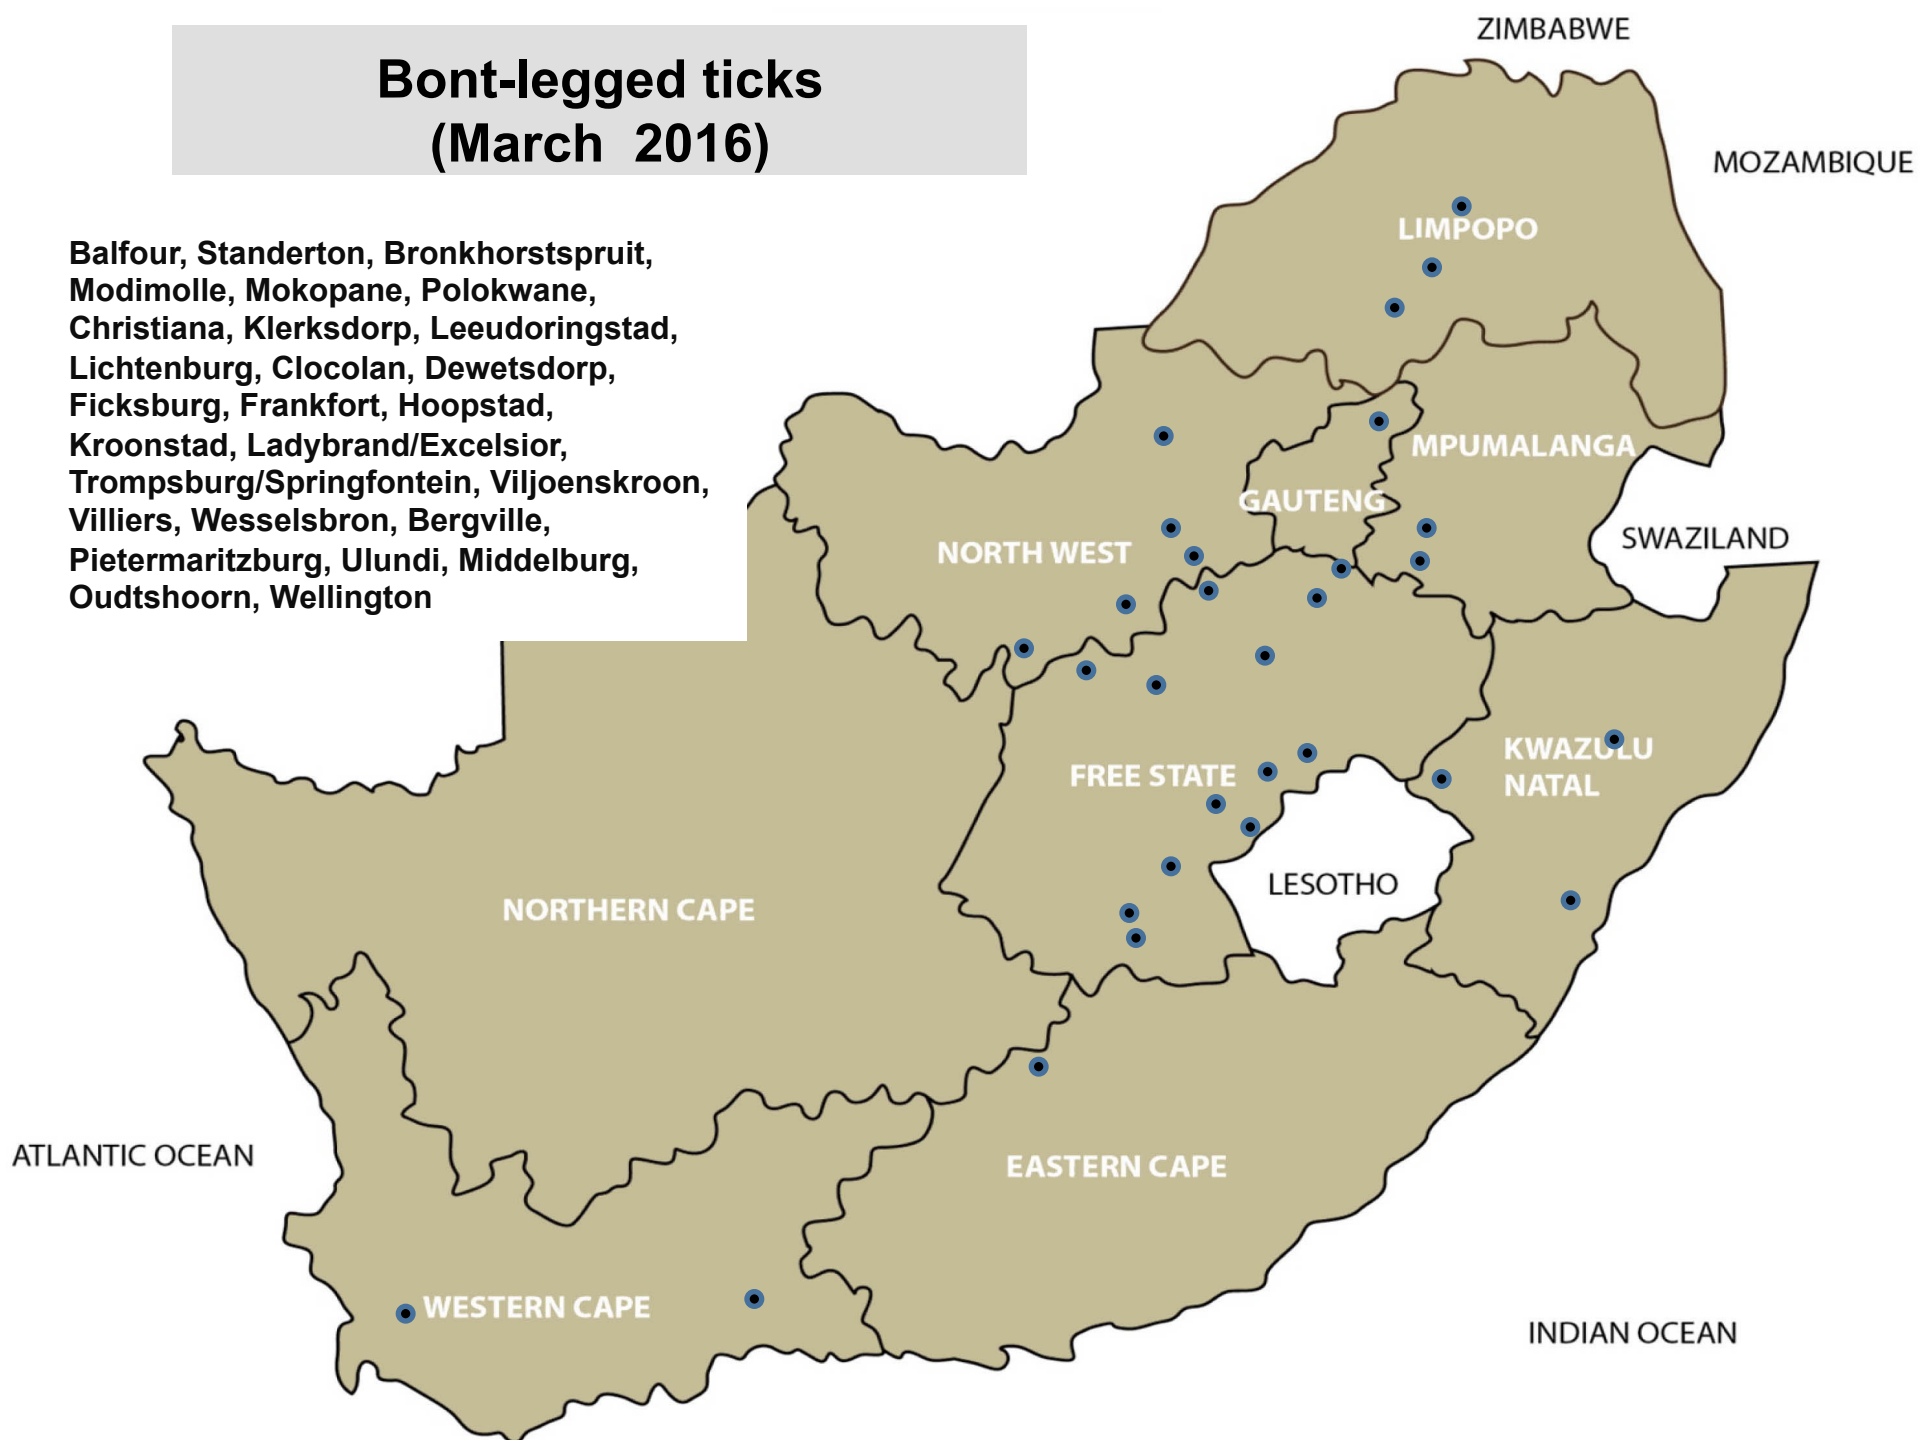 Bont-legged ticks
(March 2016)
Balfour, Standerton, Bronkhorstspruit,
Modimolle, Mokopane, Polokwane,
Christiana, Klerksdorp, Leeudoringstad,
Lichtenburg, Clocolan, Dewetsdorp,
Ficksburg, Frankfort, Hoopstad,
Kroonstad, Ladybrand/Excelsior,
Trompsburg/Springfontein, Viljoenskroon,
Villiers, Wesselsbron, Bergville,
Pietermaritzburg, Ulundi, Middelburg,
Oudtshoorn, Wellington
ZIMBABWE
MOZAMBIQUE
LIMPOPO
MPUMALANGA
GAUTENG
SWAZILAND
NORTH WEST
KWAZULU
NATAL
FREE STATE
LESOTHO
NORTHERN CAPE
ATLANTIC OCEAN
EASTERN CAPE
WESTERN CAPE
INDIAN OCEAN